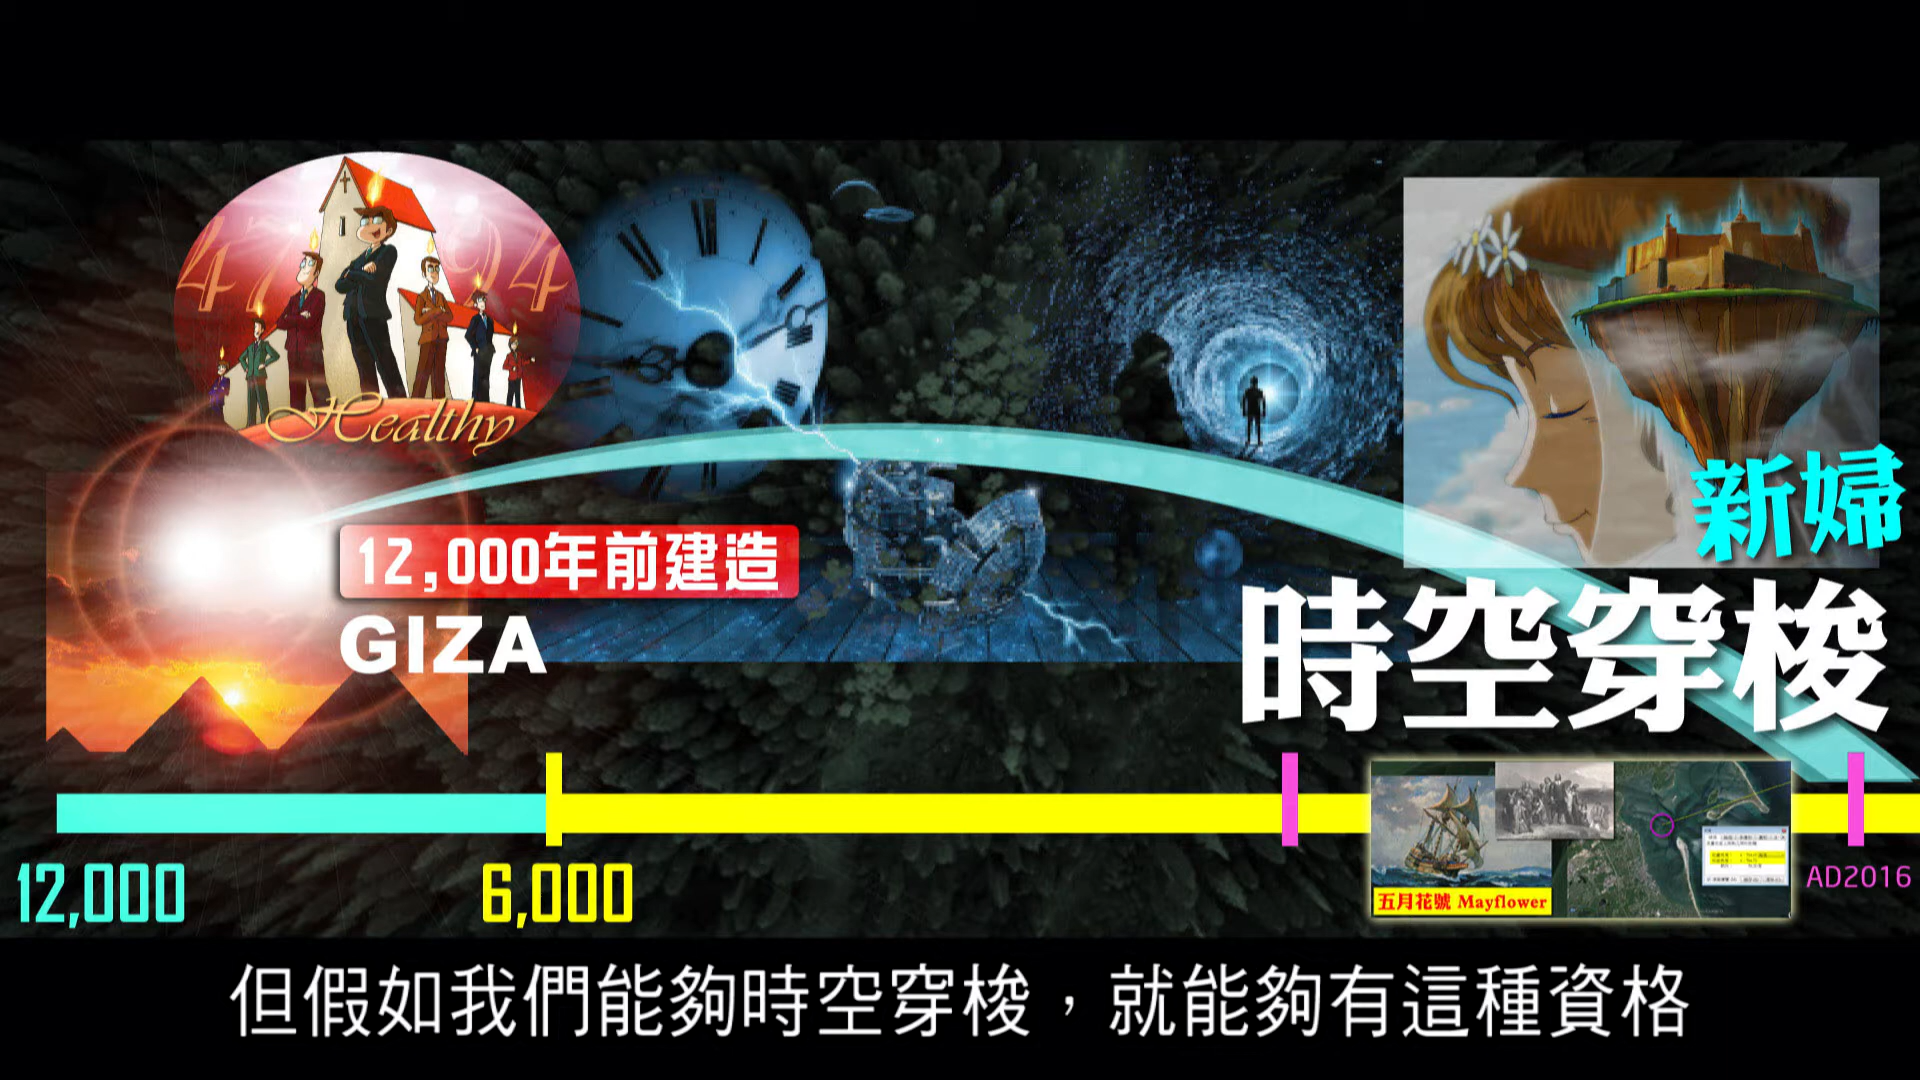 4794
Healthy
12,000年前建造
GIZA
新婦
時空穿梭
五月花號 Mayflower
AD2016
12,000
6,000
但假如我們能夠時空穿梭，就能夠有這種資格